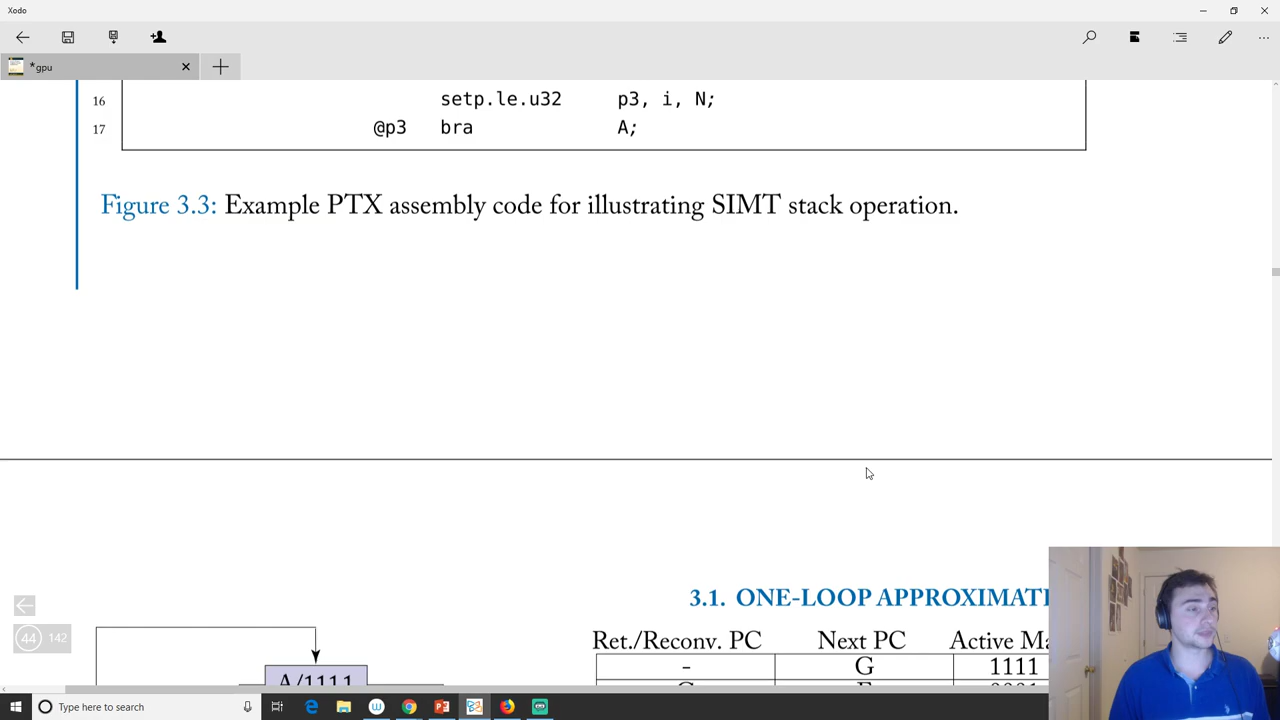 Xodo
*gpu
16 setp.le.u32 p3, i, N;
17 @p3 bra A;
Figure 3.3: Example PTX assembly code for illustrating SIMT stack operation.
44 142
3.1. ONE-LOOP APPROXIMATI
Ret./Reconv. PC Next PC Active Ma
- G 1111
A/1111
Type here to search